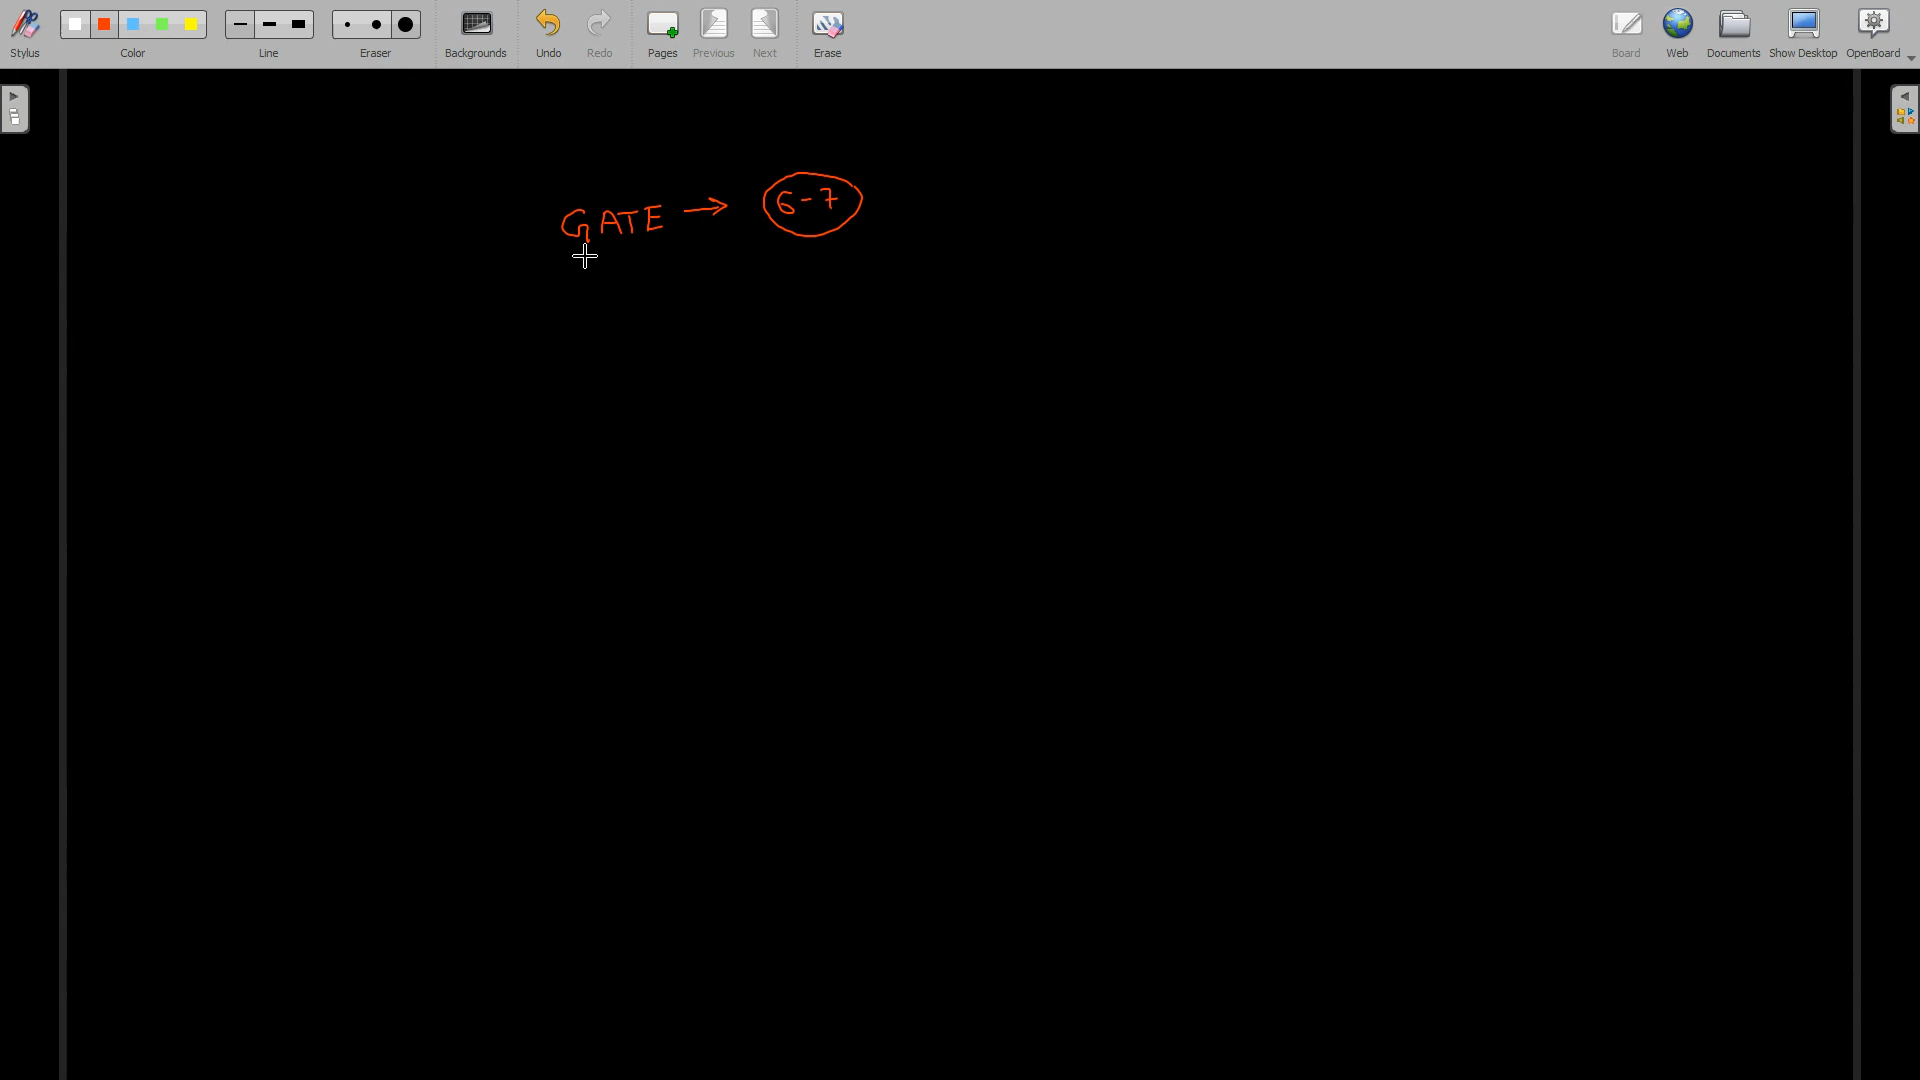 Stylus Color Line Eraser Backgrounds Undo Redo Pages Previous Next Erase Board Web Documents Show Desktop OpenBoard
GATE → 6-7